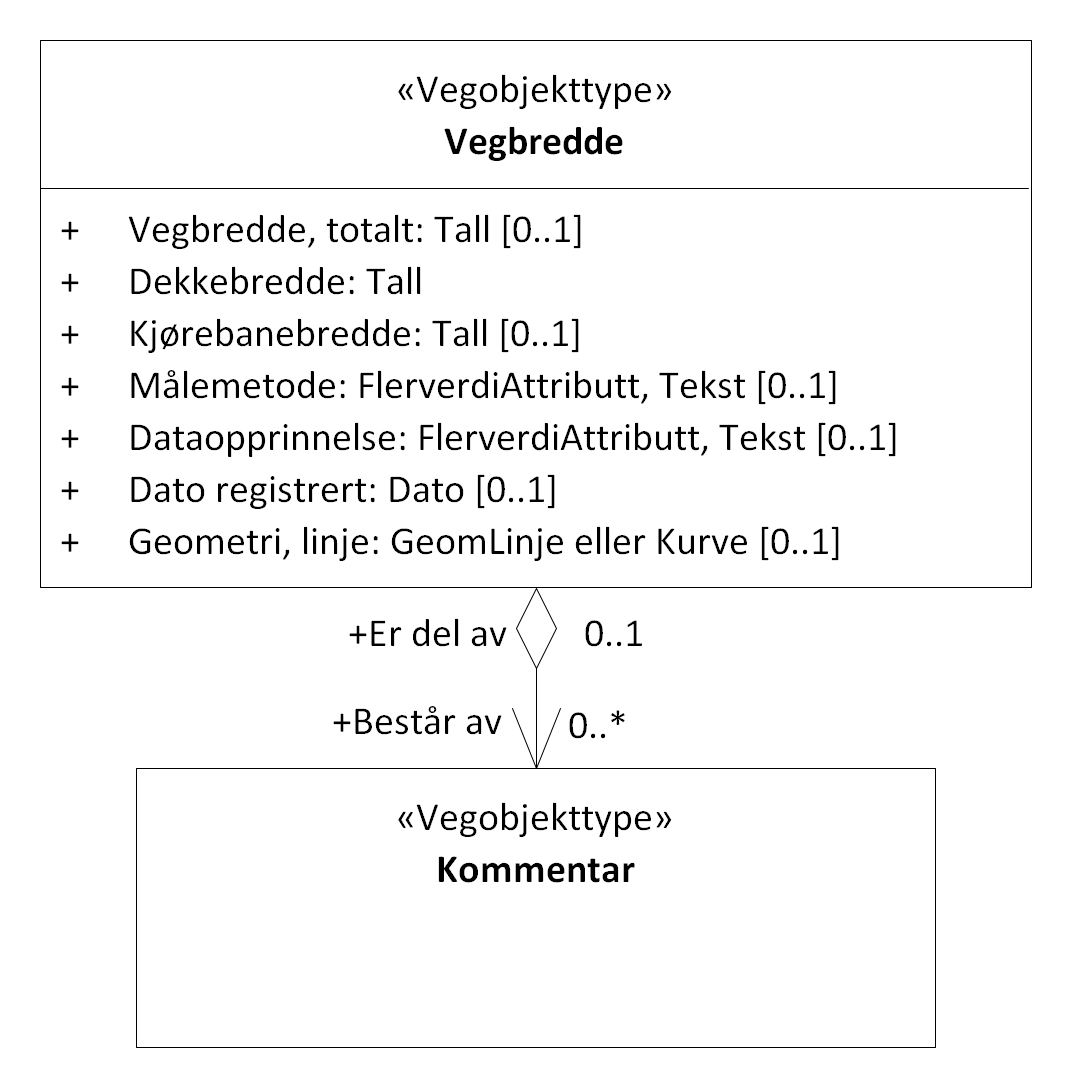 «Vegobjekttype»
Vegbredde
+ Vegbredde, totalt: Tall [0..1]
+ Dekkebredde: Tall
+ Kjørebanebredde: Tall [0..1]
+ Målemetode: FlerverdiAttributt, Tekst [0..1]
+ Dataopprinnelse: FlerverdiAttributt, Tekst [0..1]
+ Dato registrert: Dato [0..1]
+ Geometri, linje: GeomLinje eller Kurve [0..1]
+Er del av 0..1
+Består av 0..*
«Vegobjekttype»
Kommentar